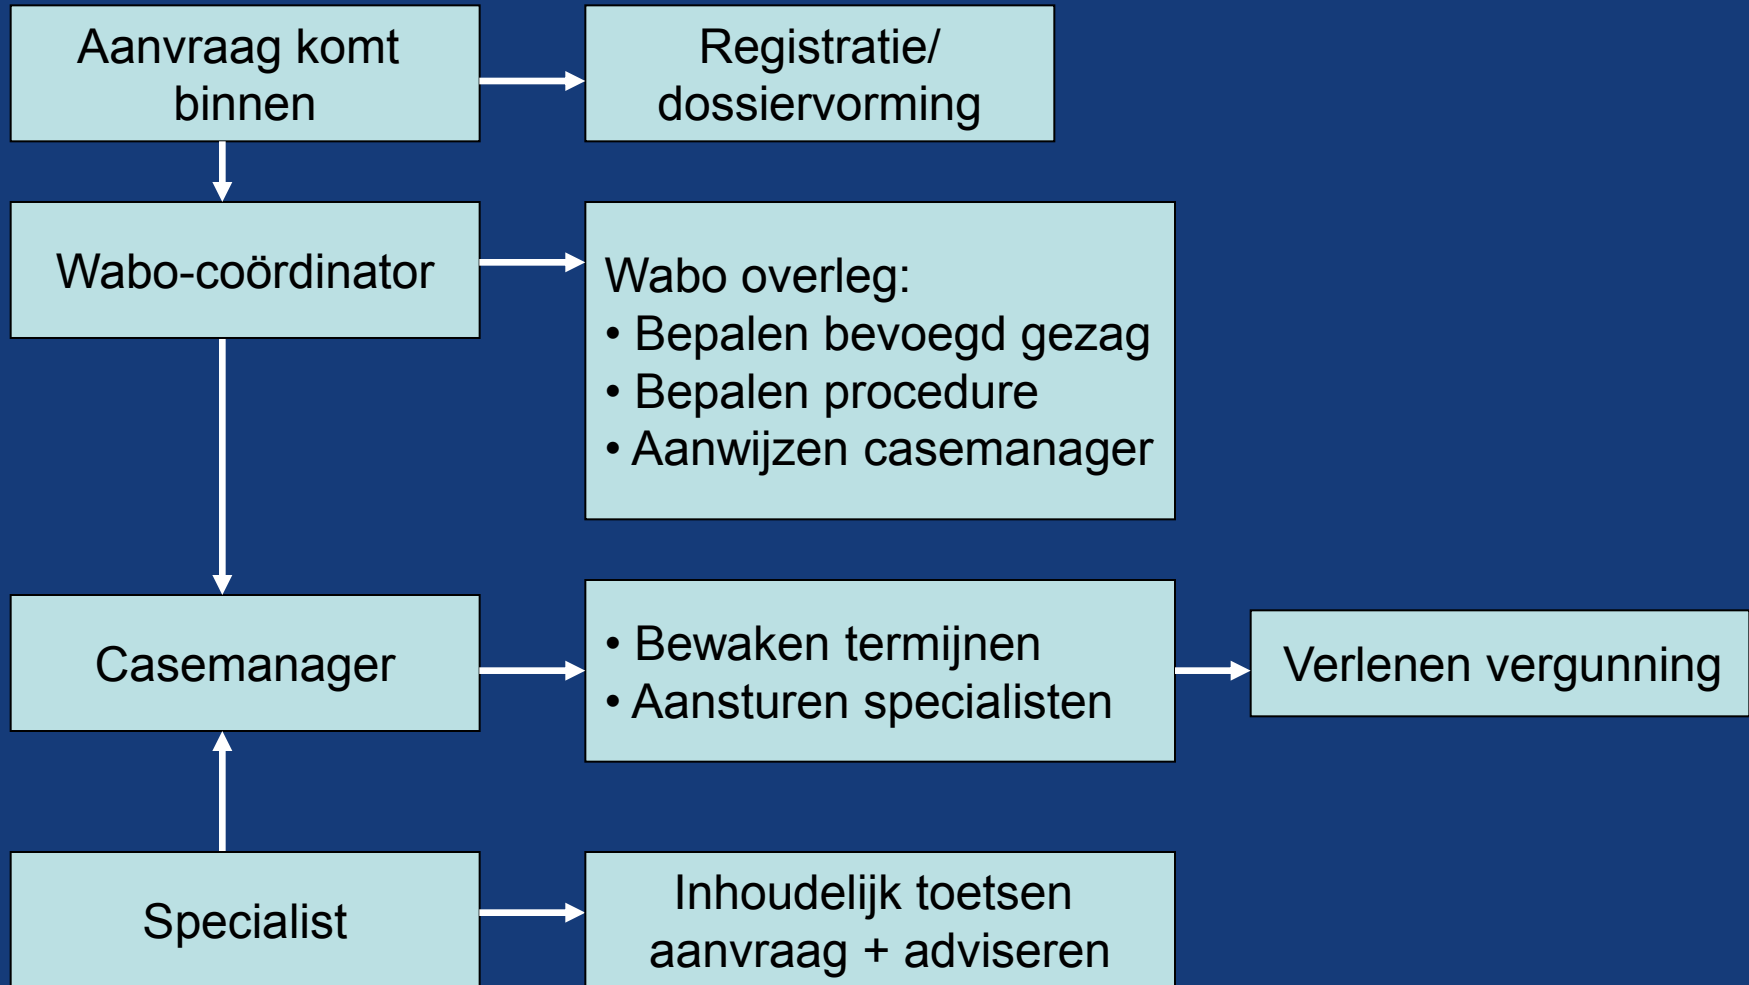 Aanvraag komt
binnen
Registratie/
dossiervorming
Wabo-coördinator
Wabo overleg:
• Bepalen bevoegd gezag
• Bepalen procedure
• Aanwijzen casemanager
Casemanager
• Bewaken termijnen
• Aansturen specialisten
Verlenen vergunning
Specialist
Inhoudelijk toetsen
aanvraag + adviseren